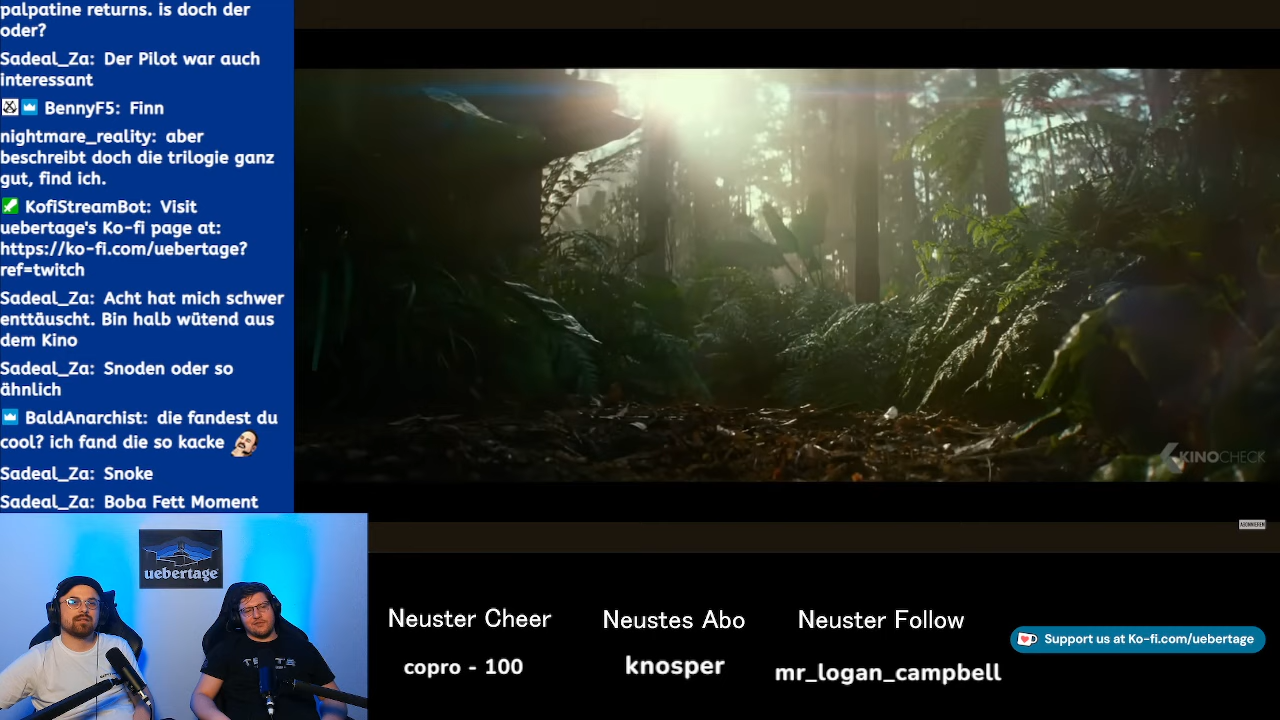 palpatine returns. is doch der
oder?
Sadeal_Za: Der Pilot war auch
interessant
BennyF5: Finn
nightmare_reality: aber
beschreibt doch die trilogie ganz
gut, find ich.
KofiStreamBot: Visit
uebertage's Ko-fi page at:
https://ko-fi.com/uebertage?
ref=twitch
Sadeal_Za: Acht hat mich schwer
enttäuscht. Bin halb wütend aus
dem Kino
Sadeal_Za: Snoden oder so
ähnlich
BaldAnarchist: die fandest du
cool? ich fand die so kacke
Sadeal_Za: Snoke
Sadeal_Za: Boba Fett Moment
KINOCHECK
ABONNIEREN
uebertage
Neuster Cheer
copro - 100
Neustes Abo
knosper
Neuster Follow
mr_logan_campbell
Support us at Ko-fi.com/uebertage